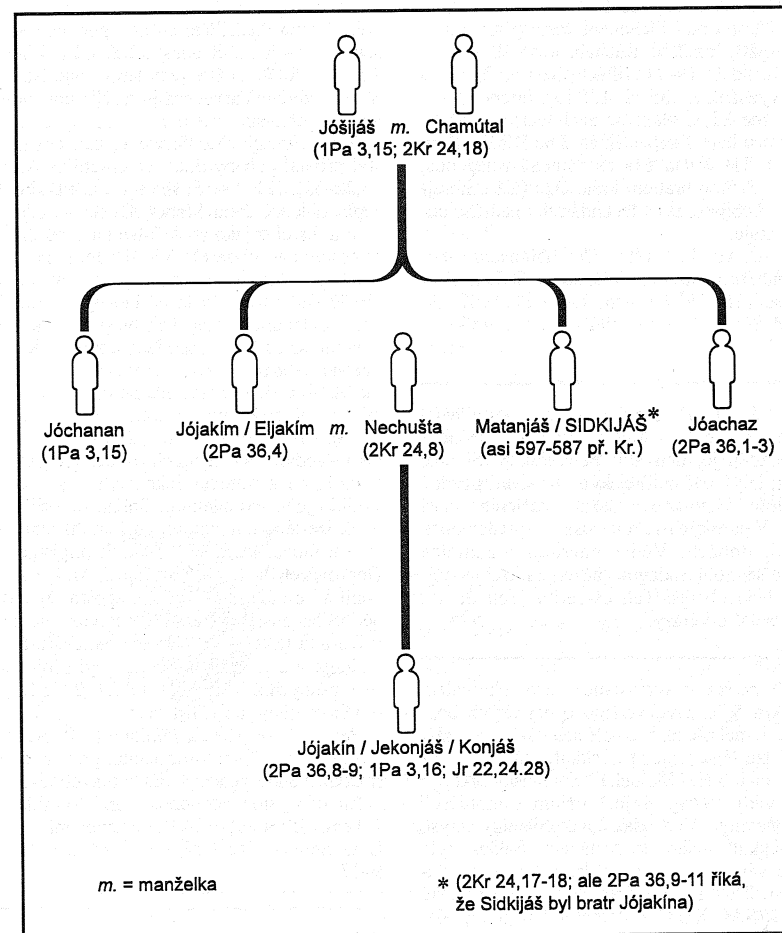 Jóšijáš m. Chamútal
(1Pa 3,15; 2Kr 24,18)
Jóchanan
(1Pa 3,15)
Jójakím / Eljakím m. Nechušta
(2Pa 36,4)
(2Kr 24,8)
Matanjáš / SIDKIJÁŠ*
(asi 597-587 př. Kr.)
Jóachaz
(2Pa 36,1-3)
Jójakín / Jekonjáš / Konjáš
(2Pa 36,8-9; 1Pa 3,16; Jr 22,24.28)
m. = manželka
* (2Kr 24,17-18; ale 2Pa 36,9-11 říká,
že Sidkijáš byl bratr Jójakína)